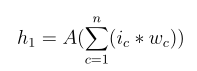 $h_1 = A(\sum_{c=1}^{n}(i_c * w_c))$